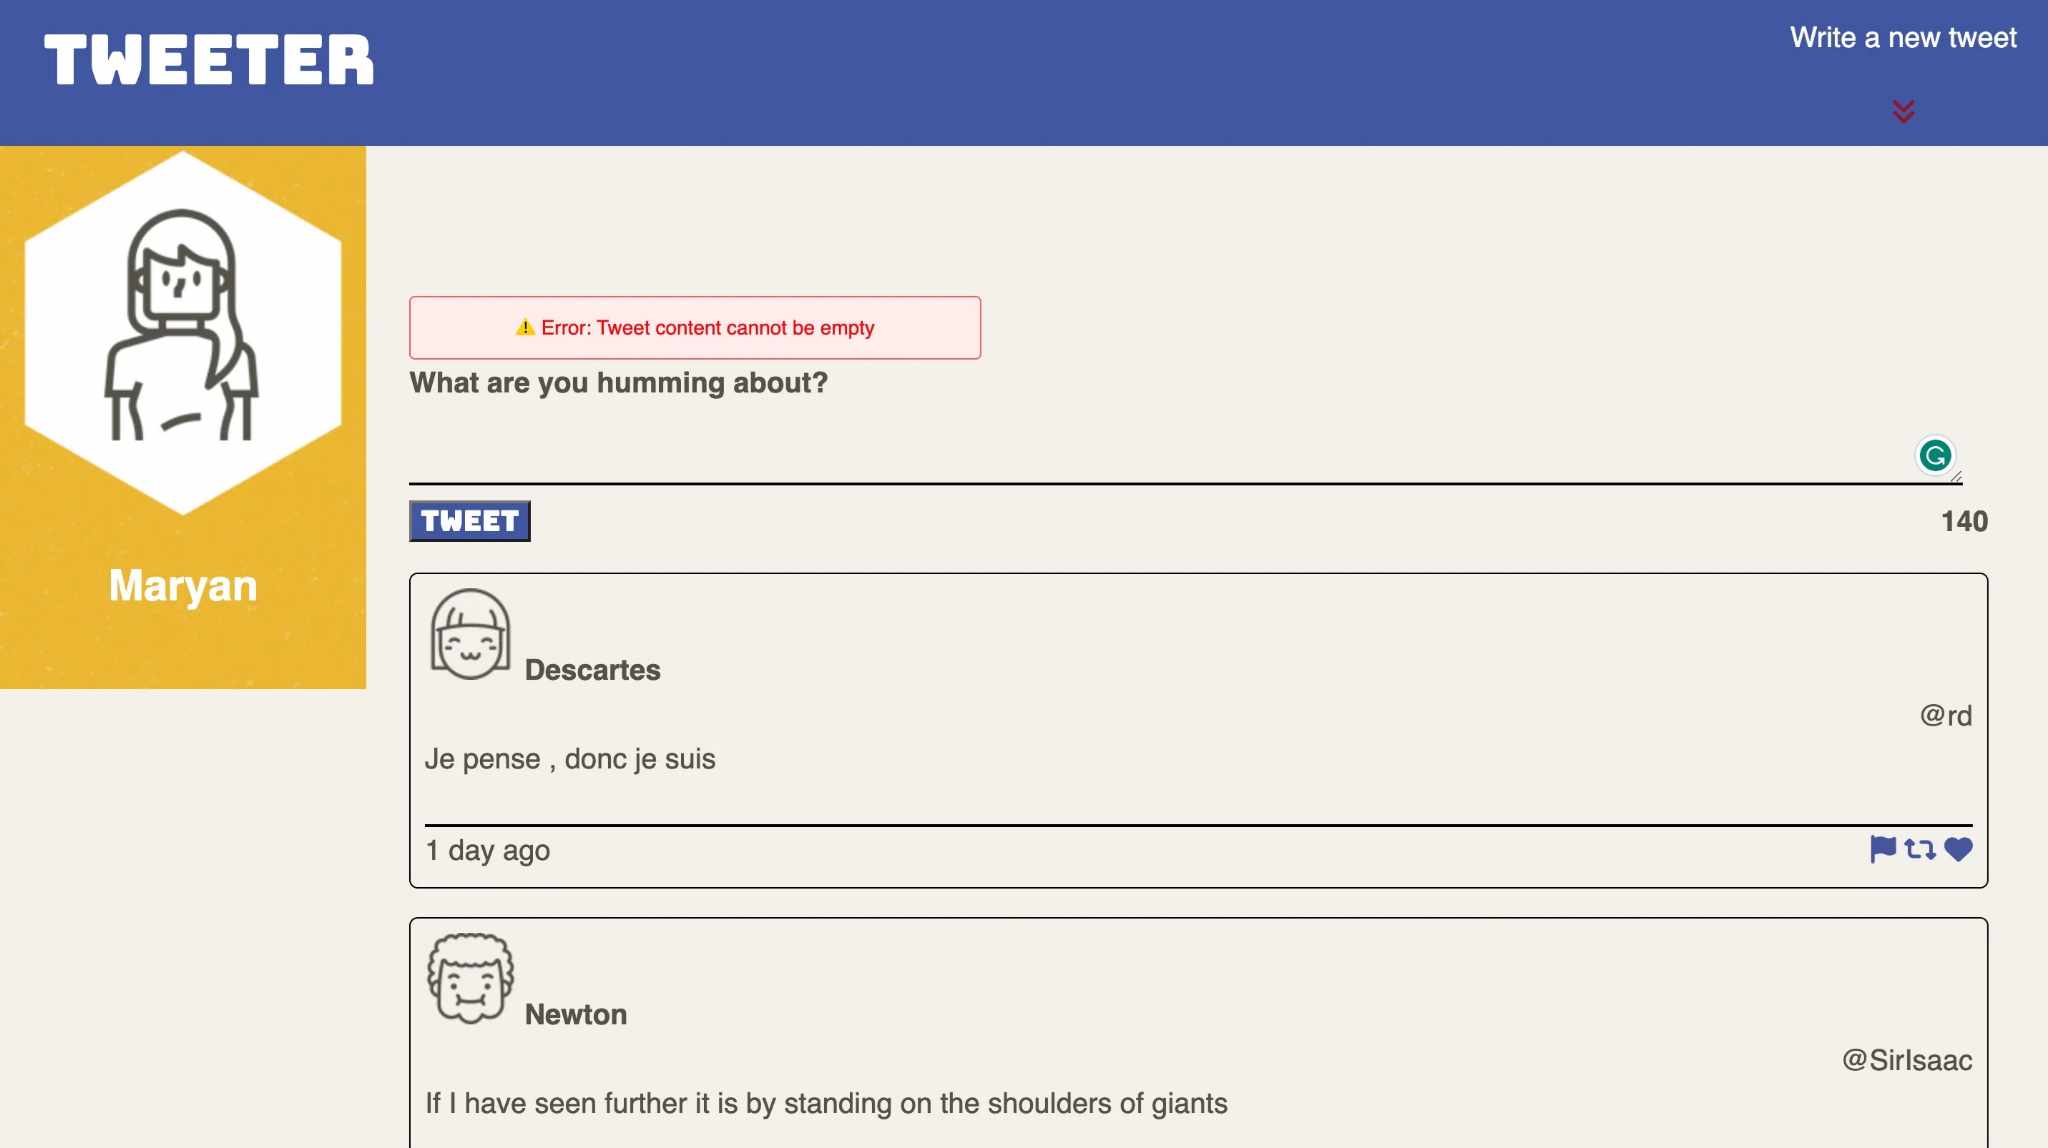 TWEETER
Write a new tweet
Maryan
⚠ Error: Tweet content cannot be empty
What are you humming about?
TWEET
140
Descartes
@rd
Je pense , donc je suis
1 day ago
Newton
@SirIsaac
If I have seen further it is by standing on the shoulders of giants